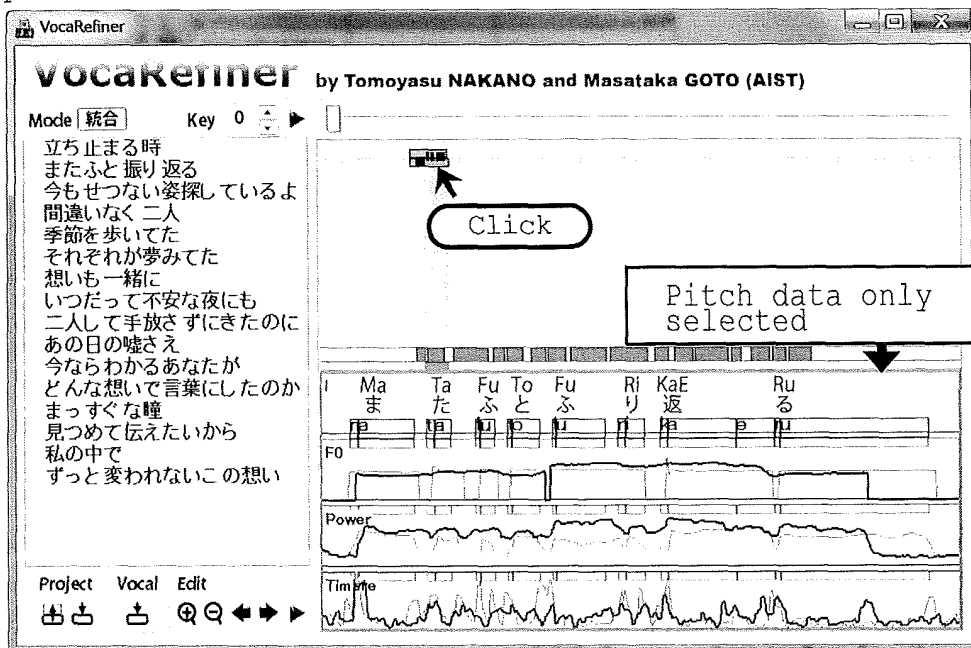 VocaRefiner
VocaRefiner by Tomoyasu NAKANO and Masataka GOTO (AIST)
Mode 統合 Key 0
立ち止まる時
またふと振り返る
今もせつない姿探しているよ
間違いなく二人
季節を歩いてた
それぞれが夢みてた
想いも一緒に
いつだって不安な夜にも
二人して手放さずにきたのに
あの日の嘘さえ
今ならわかるあなたが
どんな想いで言葉にしたのか
まっすぐな瞳
見つめて伝えたいから
私の中で
ずっと変われないこの想い
Click
Pitch data only
selected
Ma Ta Fu To Fu Ri KaE Ru
ま た ふ と ふ り 返 る
ma ta fu to fu ri ka e ru
F0
Power
Timbre
Project Vocal Edit